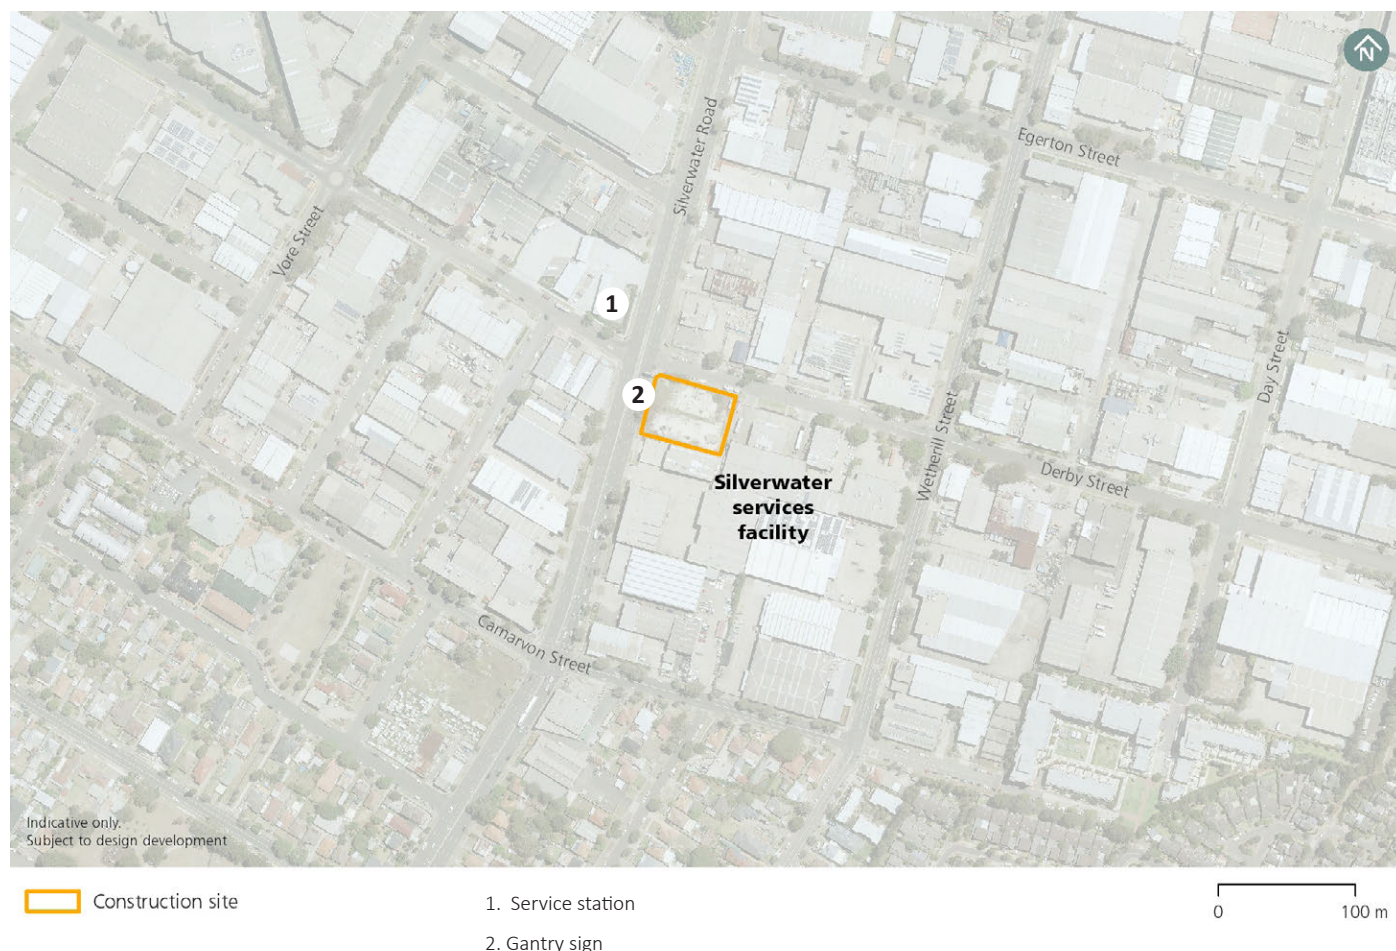 N
Egerton Street
Silverwater Road
Vore Street
1
Day Street
2
Wetherill Street
Derby Street
Silverwater
services
facility
Carnarvon Street
Indicative only.
Subject to design development
Construction site
1. Service station
2. Gantry sign
0 100 m